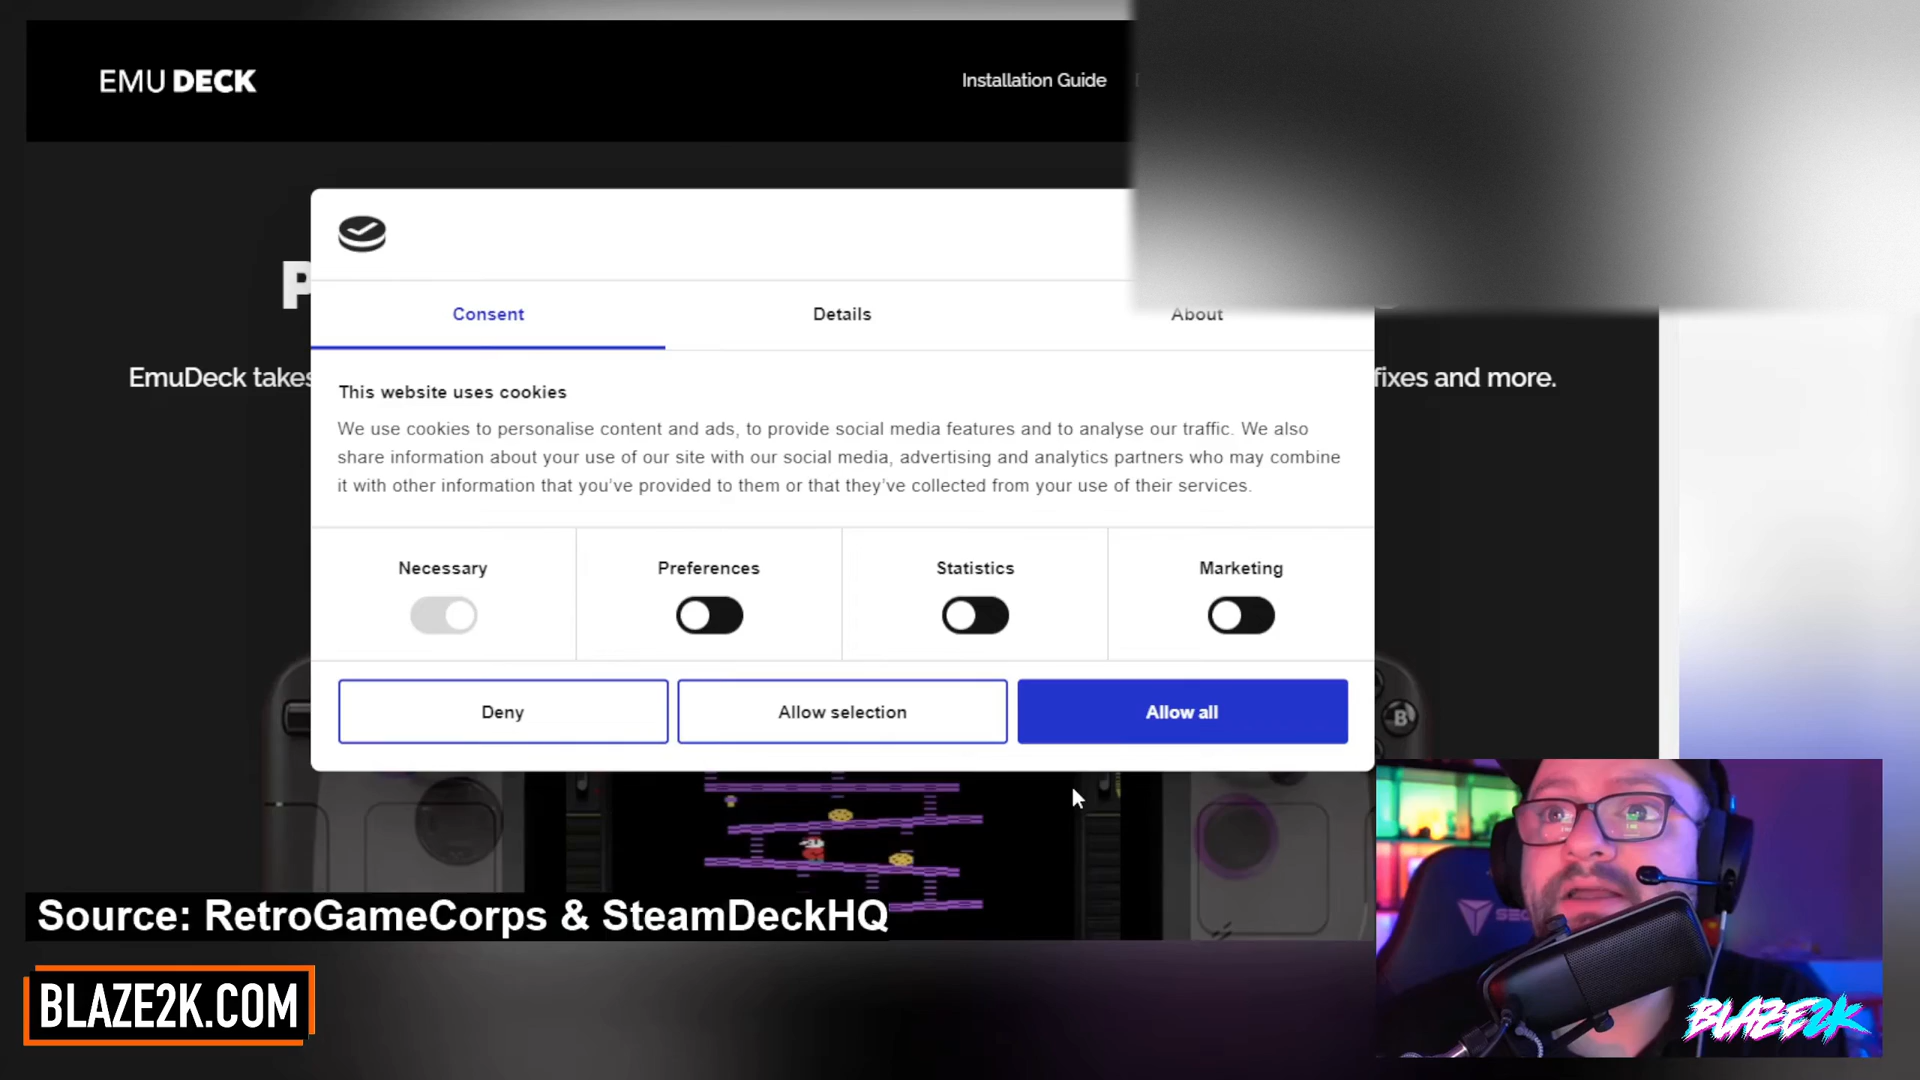 EMU DECK
Installation Guide
P
EmuDeck takes
fixes and more.
Consent
Details
About
This website uses cookies
We use cookies to personalise content and ads, to provide social media features and to analyse our traffic. We also
share information about your use of our site with our social media, advertising and analytics partners who may combine
it with other information that you've provided to them or that they've collected from your use of their services.
Necessary
Preferences
Statistics
Marketing
Deny
Allow selection
Allow all
B
Source: RetroGameCorps & SteamDeckHQ
BLAZE2K.COM
SEC
BLAZE2K